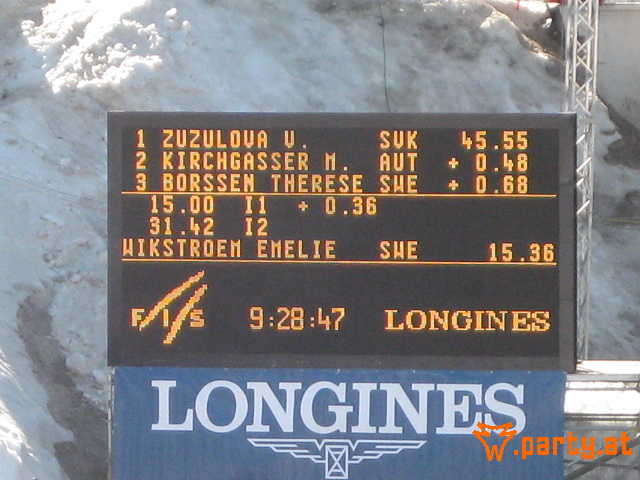 1 ZUZULOVA V. SVK 45.55
2 KIRCHGASSER M. AUT + 0.48
3 BORSSEN THERESE SWE + 0.68
15.00 I1 + 0.36
31.42 I2
WIKSTROEM EMELIE SWE 15.36
FIS 9:28:47 LONGINES
LONGINES
w.party.at